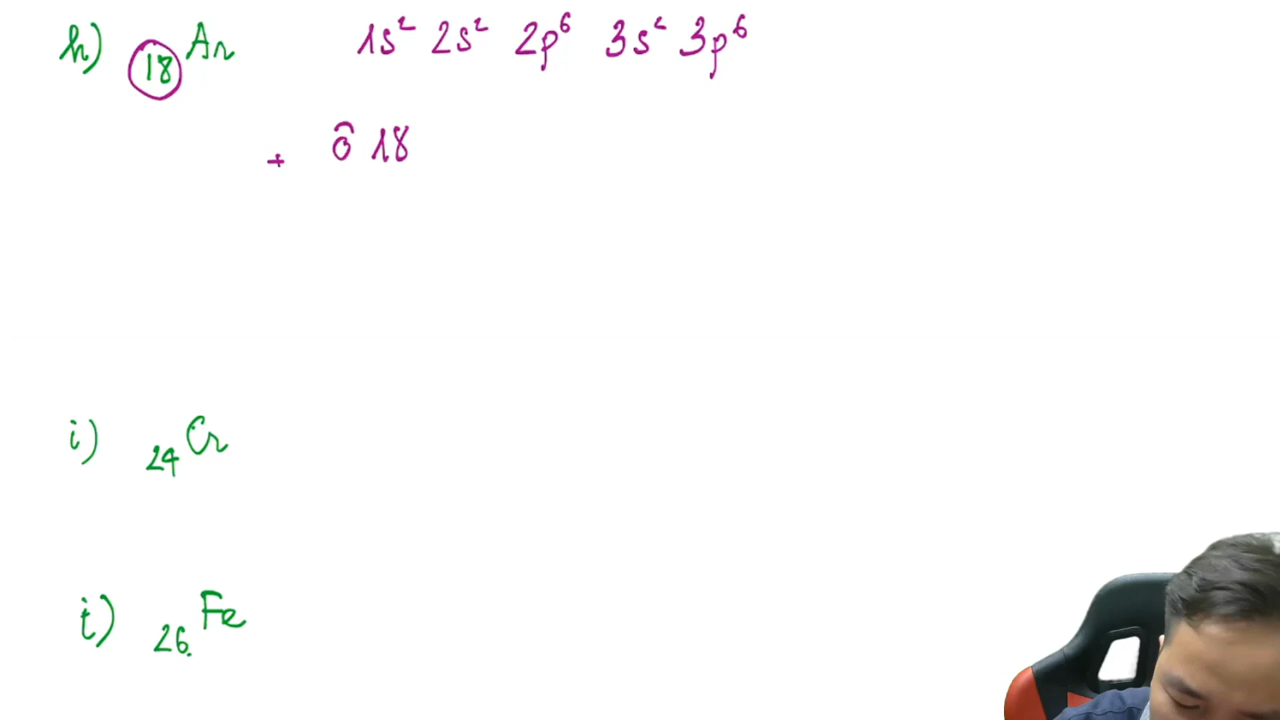 h) ₁₈Ar 1s² 2s² 2p⁶ 3s² 3p⁶
+ ô 18
i) ₂₄Cr
t) ₂₆Fe